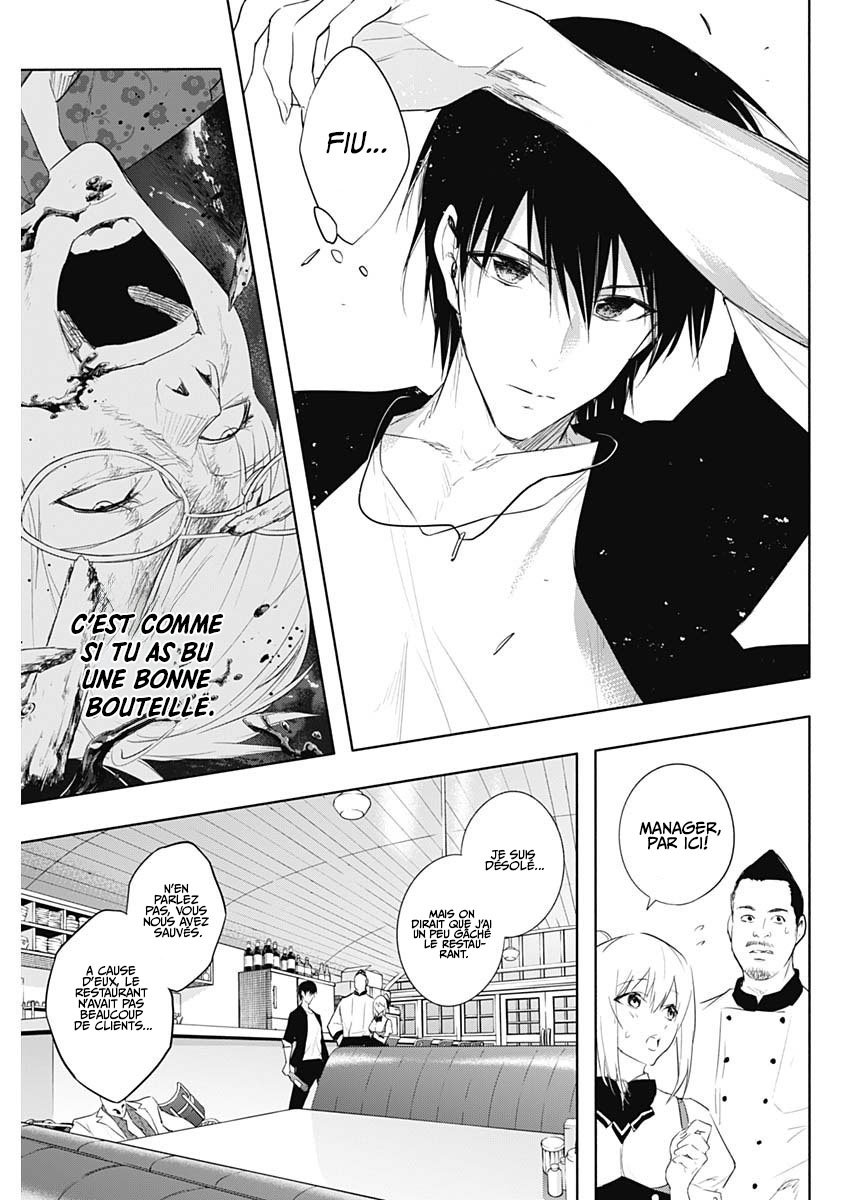 FIU...
C'EST COMME
SI TU AS BU
UNE BONNE
BOUTEILLE.
MANAGER,
PAR ICI!
JE SUIS
DÉSOLÉ...
MAIS ON
DIRAIT QUE J'AI
UN PEU GÂCHÉ
LE RESTAU-
RANT.
N'EN
PARLEZ
PAS, VOUS
NOUS AVEZ
SAUVÉS.
A CAUSE
D'EUX, LE
RESTAURANT
N'AVAIT PAS
BEAUCOUP
DE CLIENTS...